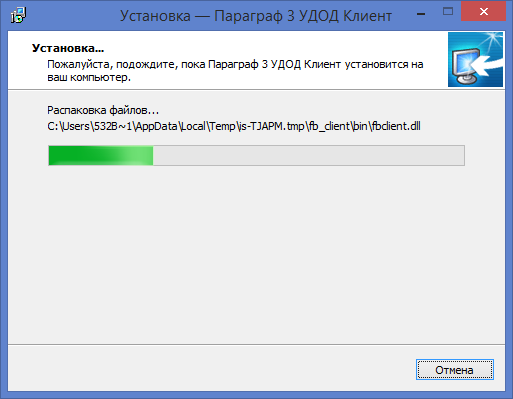 Установка — Параграф 3 УДОД Клиент
Установка...
Пожалуйста, подождите, пока Параграф 3 УДОД Клиент установится на
ваш компьютер.
Распаковка файлов...
C:\Users\532B~1\AppData\Local\Temp\is-TJAPM.tmp\fb_client\bin\fbclient.dll
Отмена